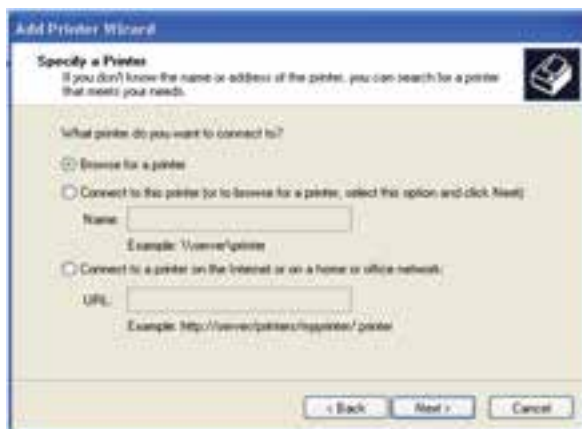 Add Printer Wizard
Specify a Printer
If you don't know the name or address of the printer, you can search for a printer
that meets your needs.
What printer do you want to connect to?
Browse for a printer
Connect to this printer (or to browse for a printer, select this option and click Next):
Name:
Example: \\server\printer
Connect to a printer on the Internet or on a home or office network:
URL:
Example: http://server/printers/myprinter/.printer
< Back
Next >
Cancel